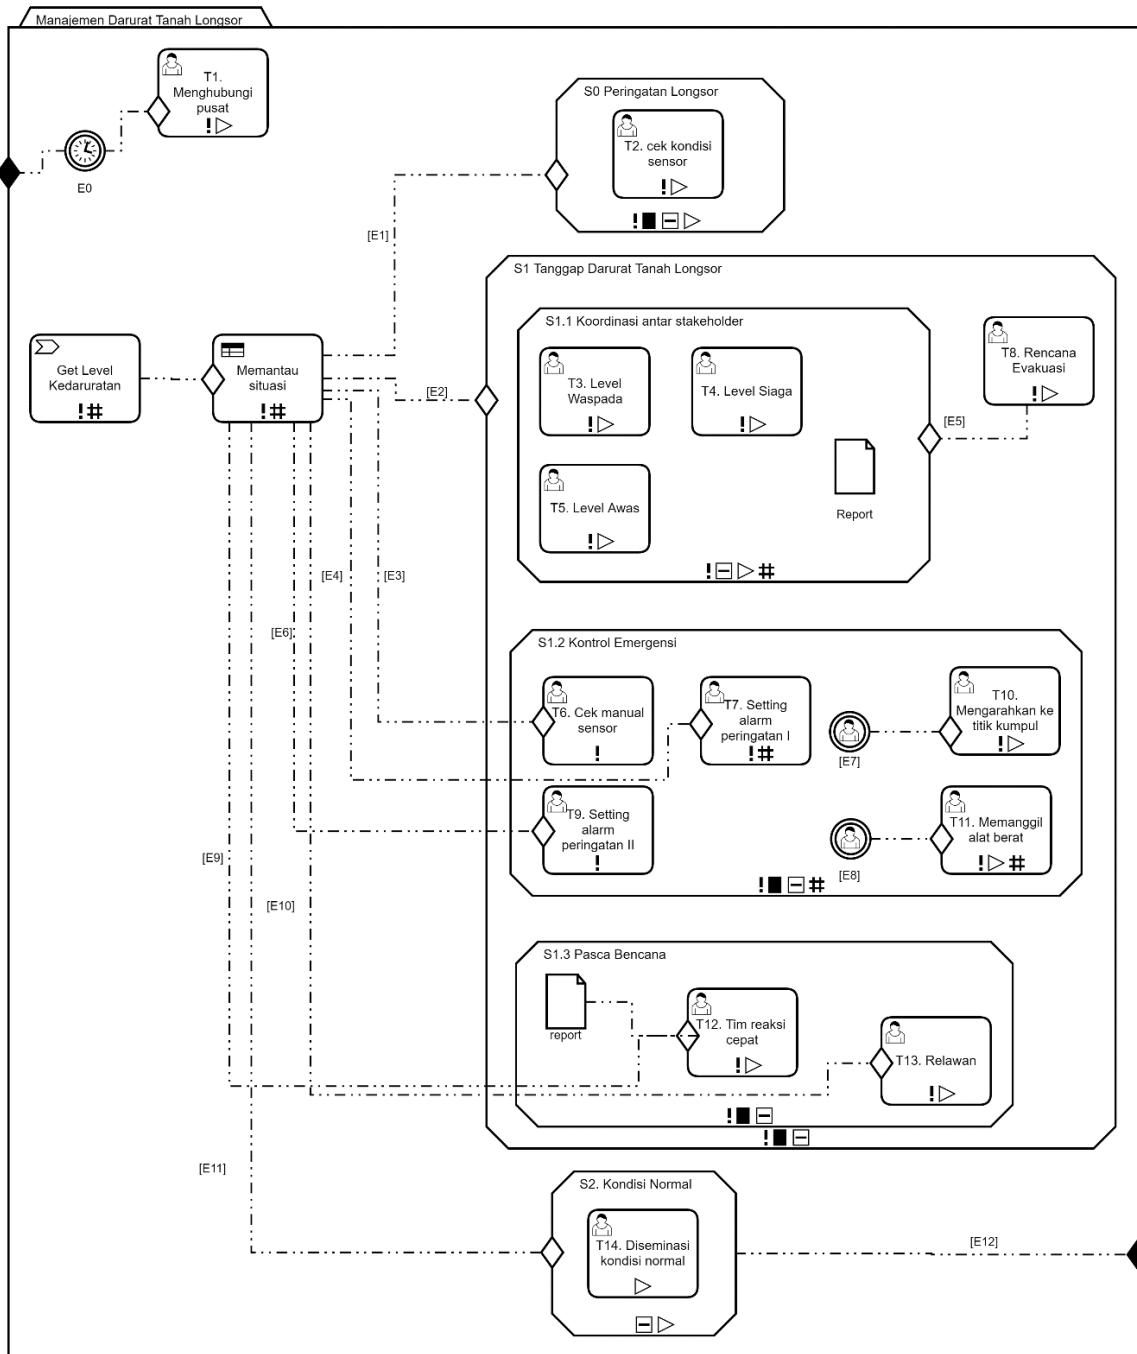 Manajemen Darurat Tanah Longsor
T1.
Menghubungi
pusat
E0
S0 Peringatan Longsor
T2. cek kondisi
sensor
[E1]
S1 Tanggap Darurat Tanah Longsor
S1.1 Koordinasi antar stakeholder
T3. Level
Waspada
T4. Level Siaga
T5. Level Awas
Report
T8. Rencana
Evakuasi
[E5]
Get Level
Kedaruratan
Memantau
situasi
[E2]
[E4]
[E3]
[E6]
S1.2 Kontrol Emergensi
T6. Cek manual
sensor
T7. Setting
alarm
peringatan I
T10.
Mengarahkan ke
titik kumpul
[E7]
T9. Setting
alarm
peringatan II
T11. Memanggil
alat berat
[E8]
[E9]
[E10]
S1.3 Pasca Bencana
report
T12. Tim reaksi
cepat
T13. Relawan
[E11]
S2. Kondisi Normal
T14. Diseminasi
kondisi normal
[E12]